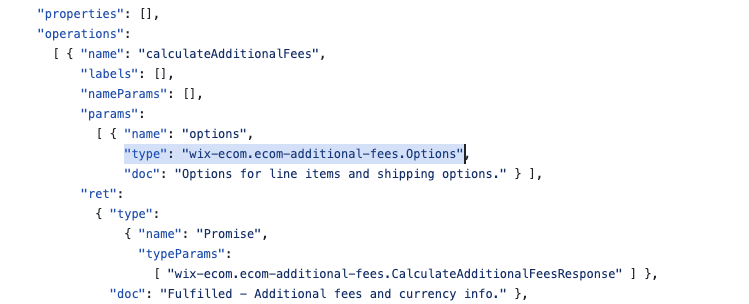 "properties": [],
"operations":
[ { "name": "calculateAdditionalFees",
"labels": [],
"nameParams": [],
"params":
[ { "name": "options",
"type": "wix-ecom.ecom-additional-fees.Options",
"doc": "Options for line items and shipping options." } ],
"ret":
{ "type":
{ "name": "Promise",
"typeParams":
[ "wix-ecom.ecom-additional-fees.CalculateAdditionalFeesResponse" ] },
"doc": "Fulfilled - Additional fees and currency info." },